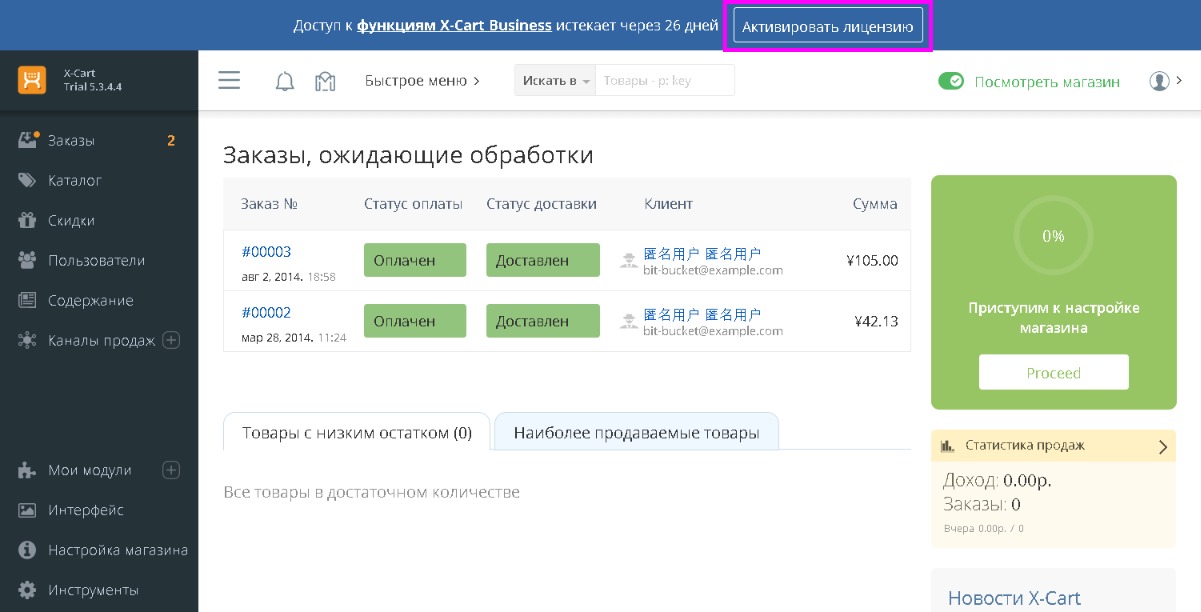 Доступ к функциям X-Cart Business истекает через 26 дней Активировать лицензию
X-Cart
Trial 5.3.4.4
Быстрое меню
Искать в
Товары - p: key
Посмотреть магазин
Заказы 2
Каталог
Скидки
Пользователи
Содержание
Каналы продаж
Мои модули
Интерфейс
Настройка магазина
Инструменты
Заказы, ожидающие обработки
Заказ № Статус оплаты Статус доставки Клиент Сумма
#00003 Оплачен Доставлен 匿名用户 匿名用户 ¥105.00
авг 2, 2014. 18:58 bit-bucket@example.com
#00002 Оплачен Доставлен 匿名用户 匿名用户 ¥42.13
мар 28, 2014. 11:24 bit-bucket@example.com
Товары с низким остатком (0) Наиболее продаваемые товары
Все товары в достаточном количестве
0%
Приступим к настройке
магазина
Proceed
Статистика продаж
Доход: 0.00р.
Заказы: 0
Вчера 0.00р. / 0
Новости X-Cart